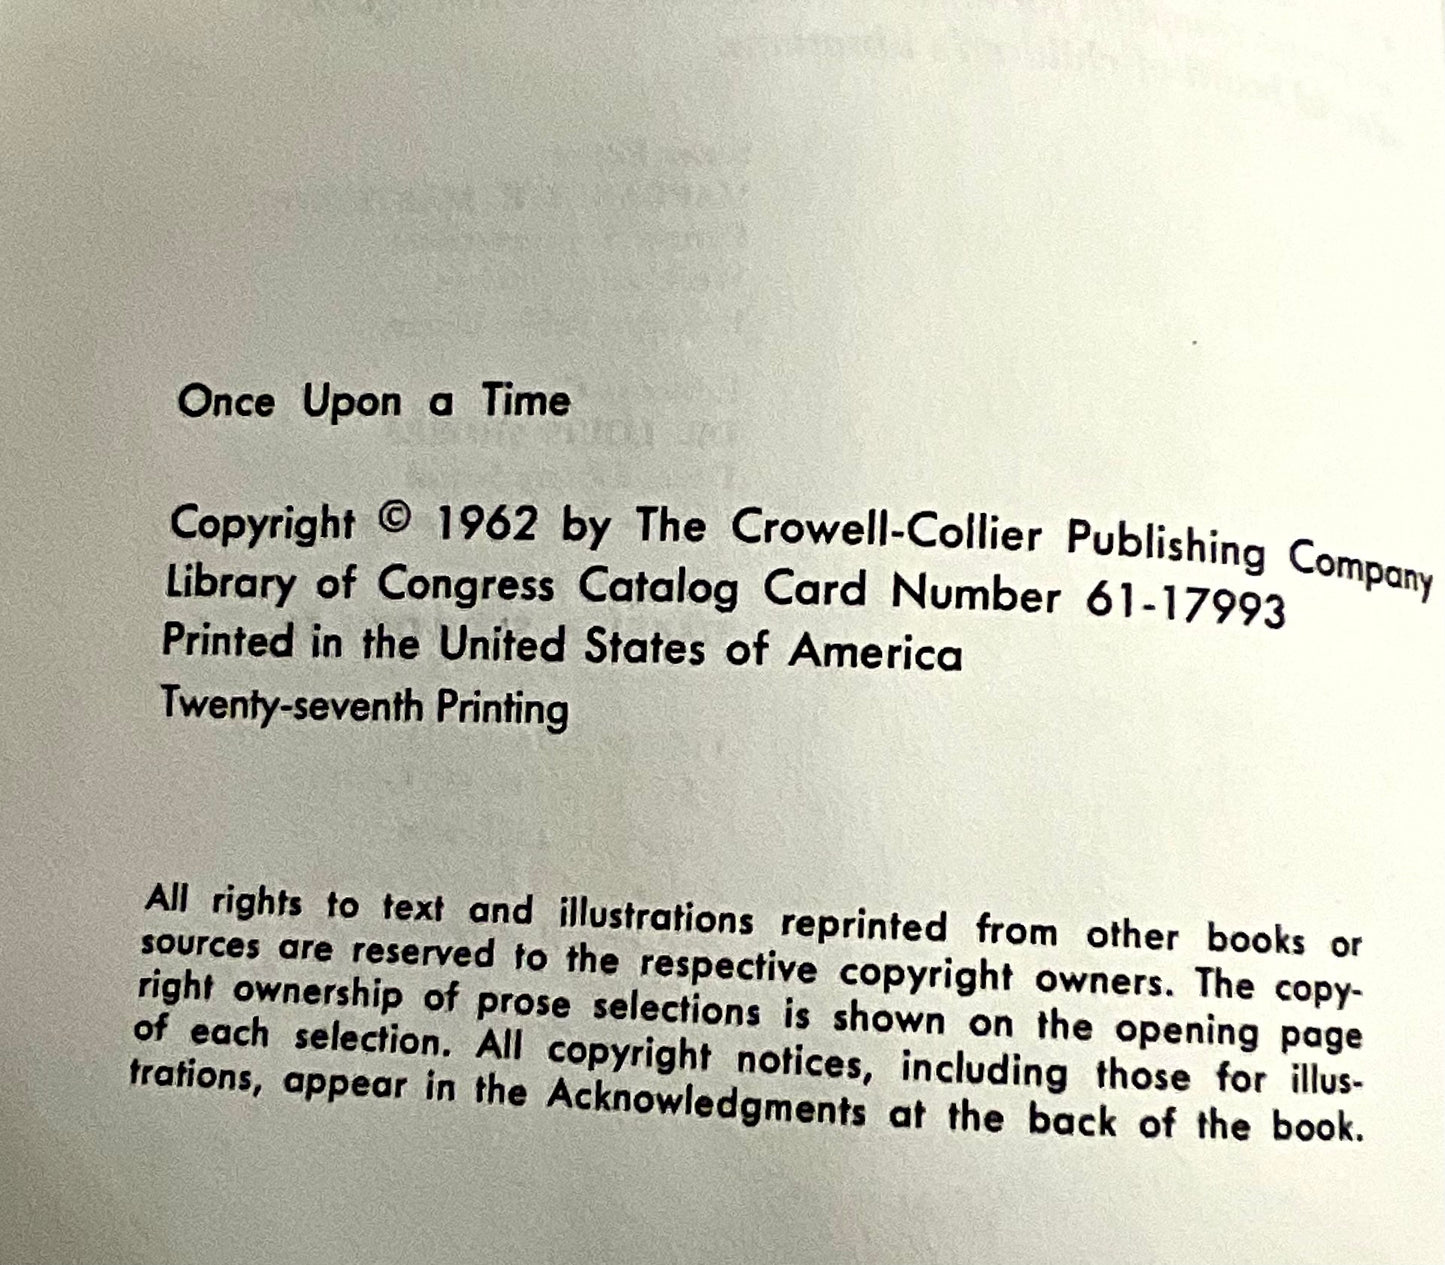 Once Upon a Time
Copyright © 1962 by The Crowell-Collier Publishing Company
Library of Congress Catalog Card Number 61-17993
Printed in the United States of America
Twenty-seventh Printing
All rights to text and illustrations reprinted from other books or
sources are reserved to the respective copyright owners. The copy-
right ownership of prose selections is shown on the opening page
of each selection. All copyright notices, including those for illus-
trations, appear in the Acknowledgments at the back of the book.